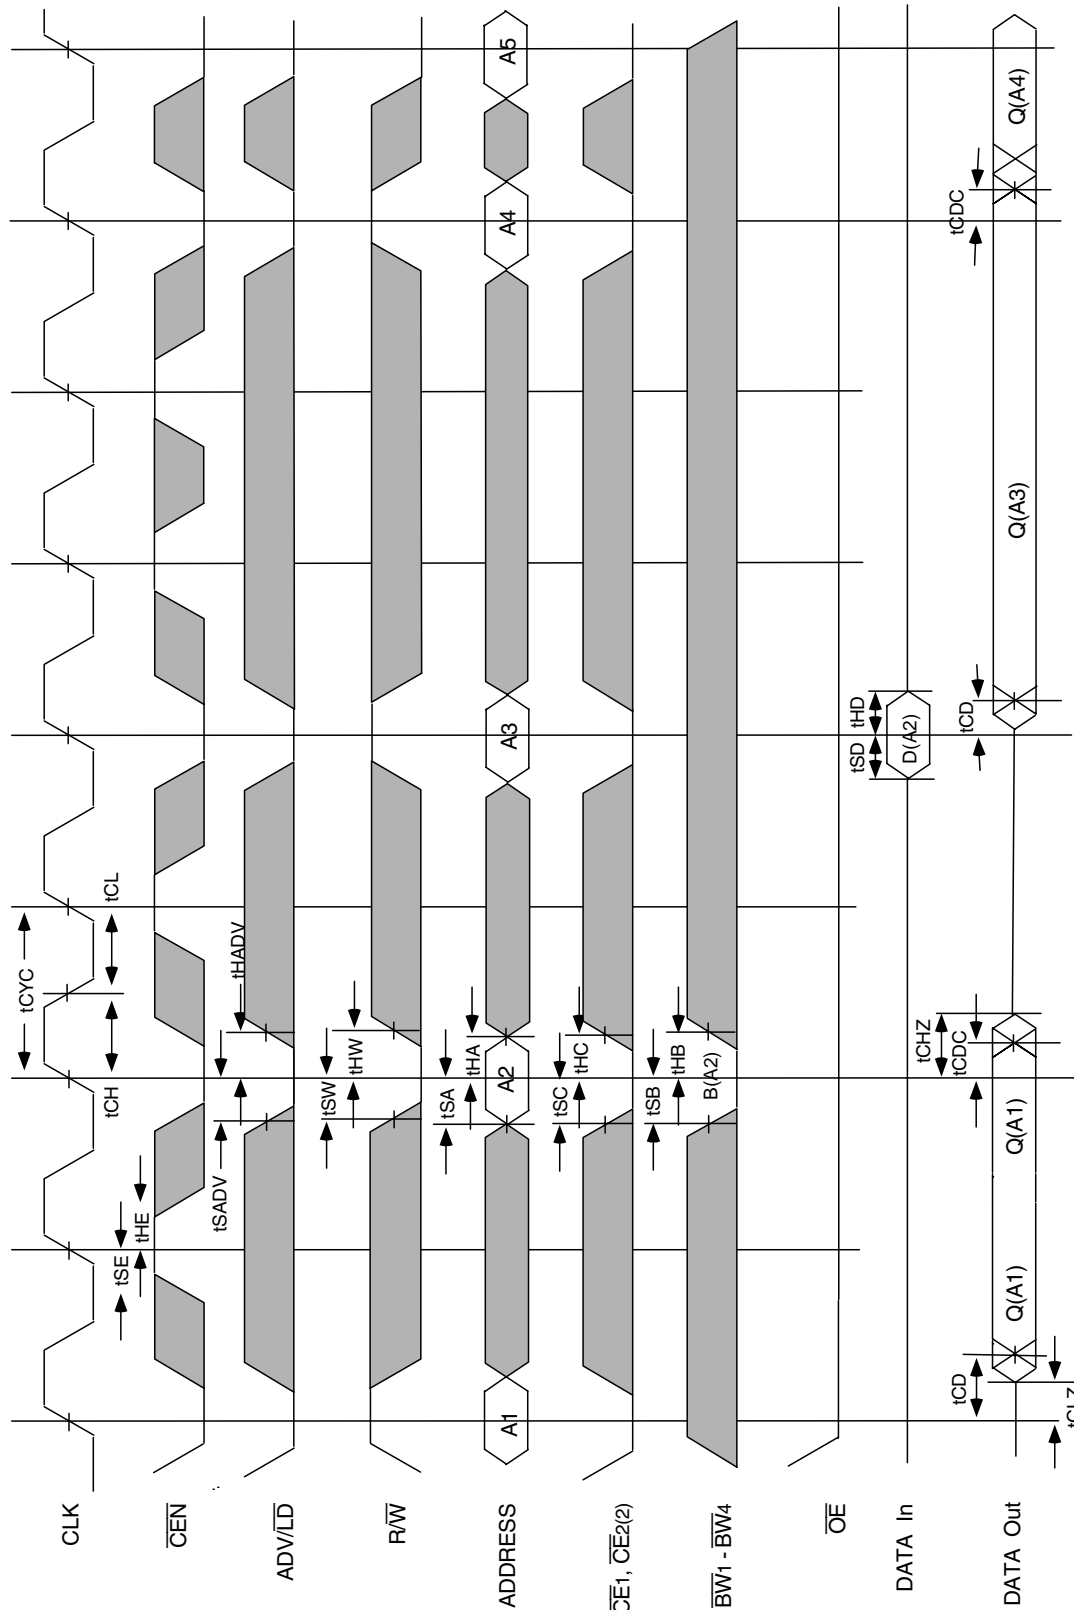 tCYC
tCH
tCL
CLK
tSE
tHE
CEN
tSADV
tHADV
ADV/LD
tSW
tHW
R/W
tSA
tHA
A1
A2
A3
A4
A5
ADDRESS
tSC
tHC
CE1, CE2(2)
tSB
tHB
B(A2)
BW1 - BW4
OE
tSD
tHD
D(A2)
DATA In
tCD
tCHZ
tCDC
tCD
tCDC
Q(A1)
Q(A1)
Q(A3)
Q(A4)
tCLZ
DATA Out